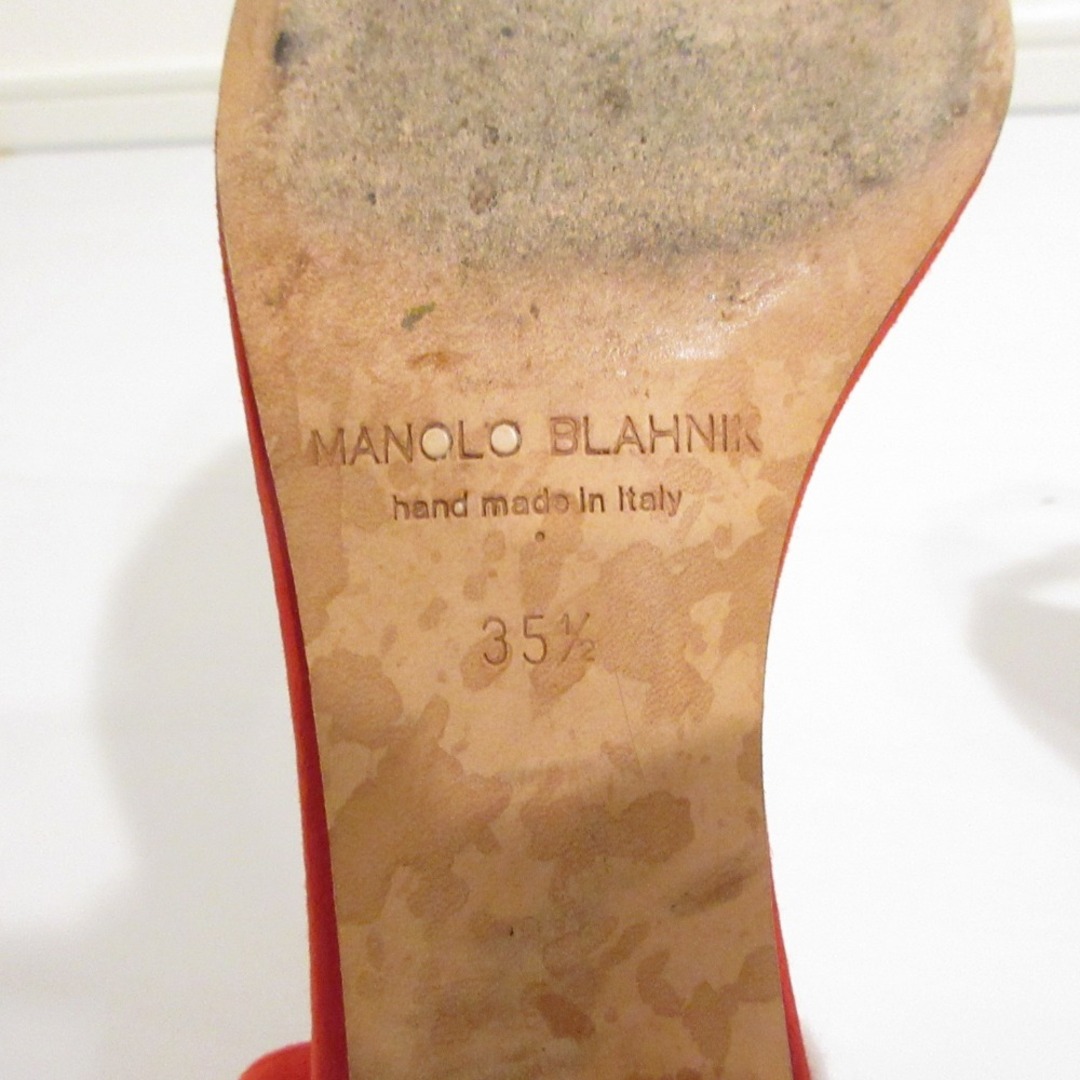 MANOLO BLAHNIK
hand made in Italy
35½